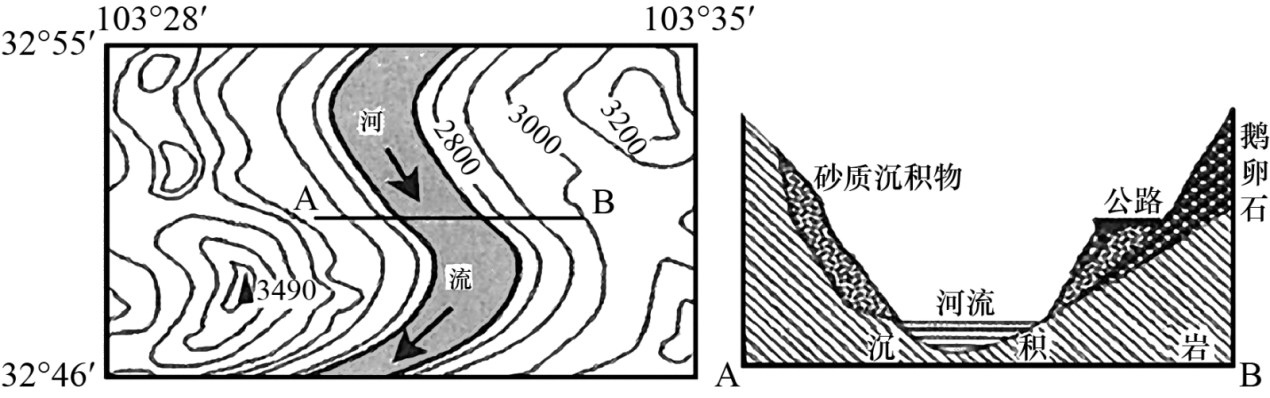 103°28′
103°35′
32°55′
32°46′
河
流
2800
3000
3200
3490
A
B
砂质沉积物
公路
鹅卵石
河流
沉积岩
A
B